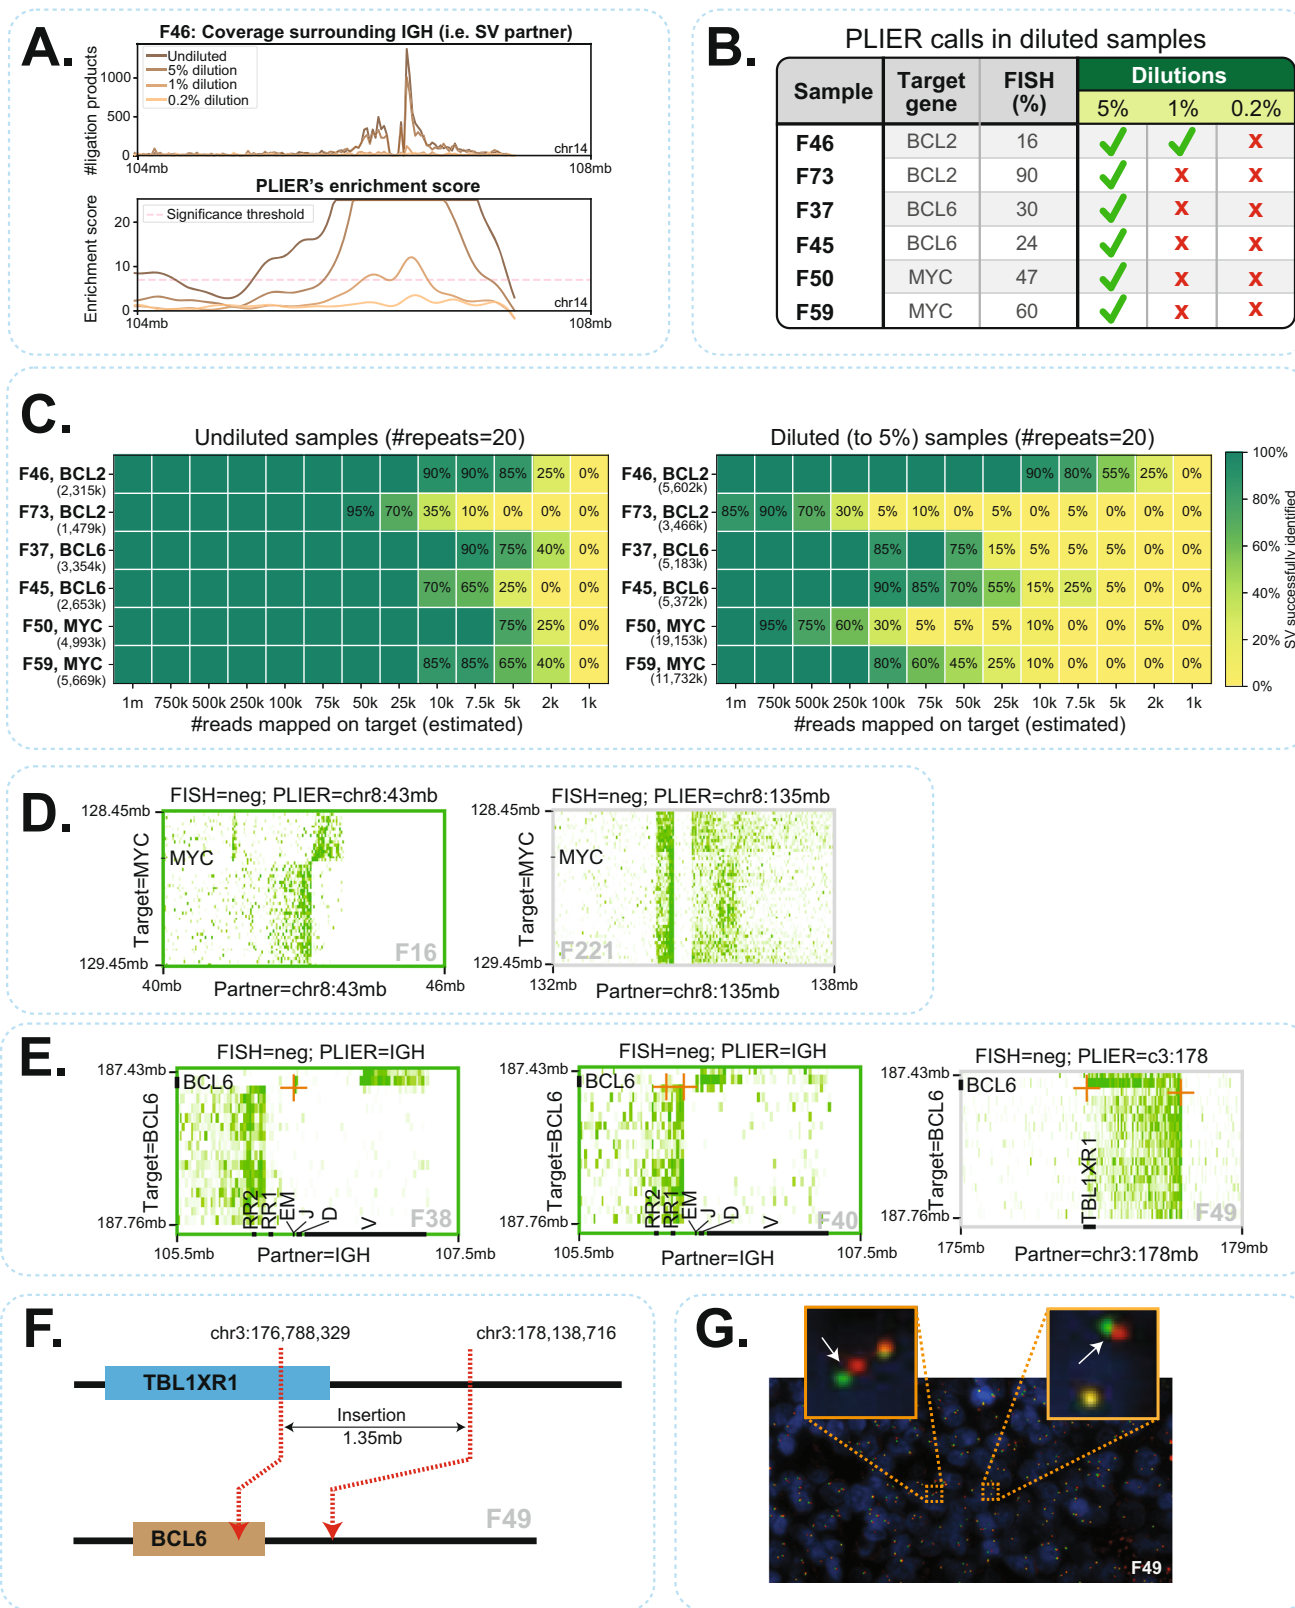 A.
F46: Coverage surrounding IGH (i.e. SV partner)
#ligation products
1000
500
0
Undiluted
5% dilution
1% dilution
0.2% dilution
chr14
104mb
108mb
PLIER's enrichment score
Enrichment score
20
10
0
Significance threshold
chr14
104mb
108mb
B.
PLIER calls in diluted samples
Sample Target gene FISH (%) Dilutions
5% 1% 0.2%
F46 BCL2 16 ✓ ✓ x
F73 BCL2 90 ✓ x x
F37 BCL6 30 ✓ x x
F45 BCL6 24 ✓ x x
F50 MYC 47 ✓ x x
F59 MYC 60 ✓ x x
C.
Undiluted samples (#repeats=20)
F46, BCL2 90% 90% 85% 25% 0%
(2,315k)
F73, BCL2 95% 70% 35% 10% 0% 0% 0%
(1,479k)
F37, BCL6 90% 75% 40% 0%
(3,354k)
F45, BCL6 70% 65% 25% 0% 0%
(2,653k)
F50, MYC 75% 25% 0%
(4,993k)
F59, MYC 85% 85% 65% 40% 0%
(5,669k)
1m 750k 500k 250k 100k 75k 50k 25k 10k 7.5k 5k 2k 1k
#reads mapped on target (estimated)
Diluted (to 5%) samples (#repeats=20)
F46, BCL2 90% 80% 55% 25% 0%
(5,602k)
F73, BCL2 85% 90% 70% 30% 5% 10% 0% 5% 0% 5% 0% 0% 0%
(3,466k)
F37, BCL6 85% 75% 15% 5% 5% 5% 0% 0%
(5,183k)
F45, BCL6 90% 85% 70% 55% 15% 25% 5% 0% 0%
(5,372k)
F50, MYC 95% 75% 60% 30% 5% 5% 5% 10% 0% 0% 5% 0%
(19,153k)
F59, MYC 80% 60% 45% 25% 10% 0% 0% 0% 0%
(11,732k)
1m 750k 500k 250k 100k 75k 50k 25k 10k 7.5k 5k 2k 1k
#reads mapped on target (estimated)
100%
80%
60%
40%
20%
0%
SV successfully identified
D.
FISH=neg; PLIER=chr8:43mb
128.45mb
Target=MYC
MYC
129.45mb
F16
40mb
46mb
Partner=chr8:43mb
FISH=neg; PLIER=chr8:135mb
128.45mb
Target=MYC
MYC
129.45mb
F221
132mb
138mb
Partner=chr8:135mb
E.
FISH=neg; PLIER=IGH
187.43mb
BCL6
Target=BCL6
187.76mb
RR2
RR1
EM
J
D
V
F38
105.5mb
107.5mb
Partner=IGH
FISH=neg; PLIER=IGH
187.43mb
BCL6
Target=BCL6
187.76mb
RR2
RR1
EM
J
D
V
F40
105.5mb
107.5mb
Partner=IGH
FISH=neg; PLIER=c3:178
187.43mb
BCL6
Target=BCL6
187.76mb
TBL1XR1
F49
175mb
179mb
Partner=chr3:178mb
F.
chr3:176,788,329
chr3:178,138,716
TBL1XR1
Insertion
1.35mb
BCL6
F49
G.
F49